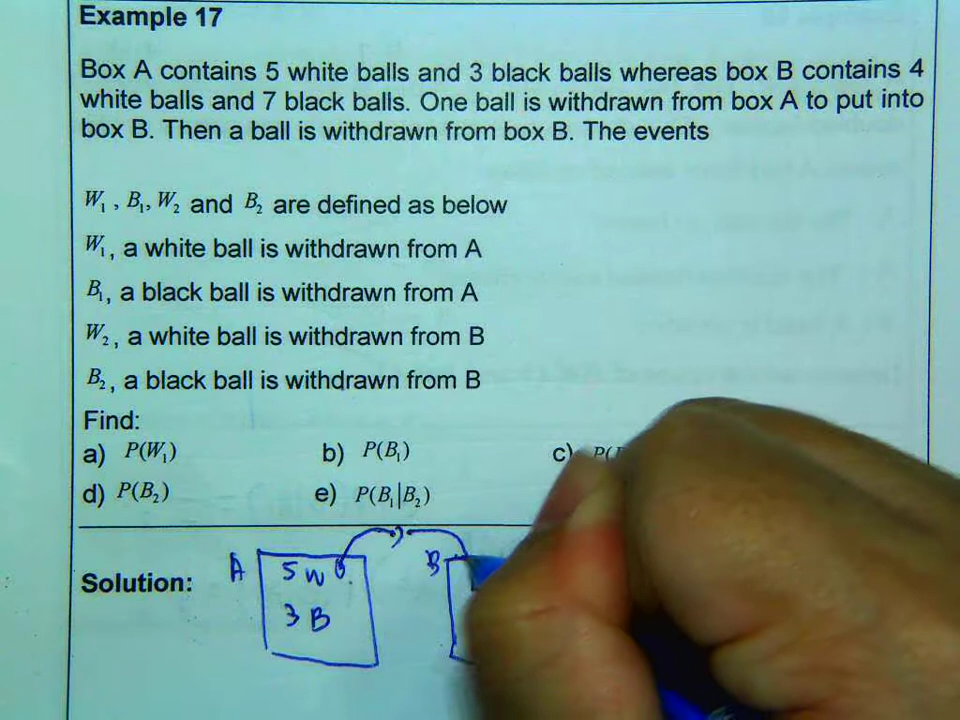 Example 17
Box A contains 5 white balls and 3 black balls whereas box B contains 4
white balls and 7 black balls. One ball is withdrawn from box A to put into
box B. Then a ball is withdrawn from box B. The events
W₁ , B₁, W₂ and B₂ are defined as below
W₁, a white ball is withdrawn from A
B₁, a black ball is withdrawn from A
W₂, a white ball is withdrawn from B
B₂, a black ball is withdrawn from B
Find:
a) P(W₁) b) P(B₁) c)
d) P(B₂) e) P(B₁|B₂)
Solution: A 5 W B
3 B